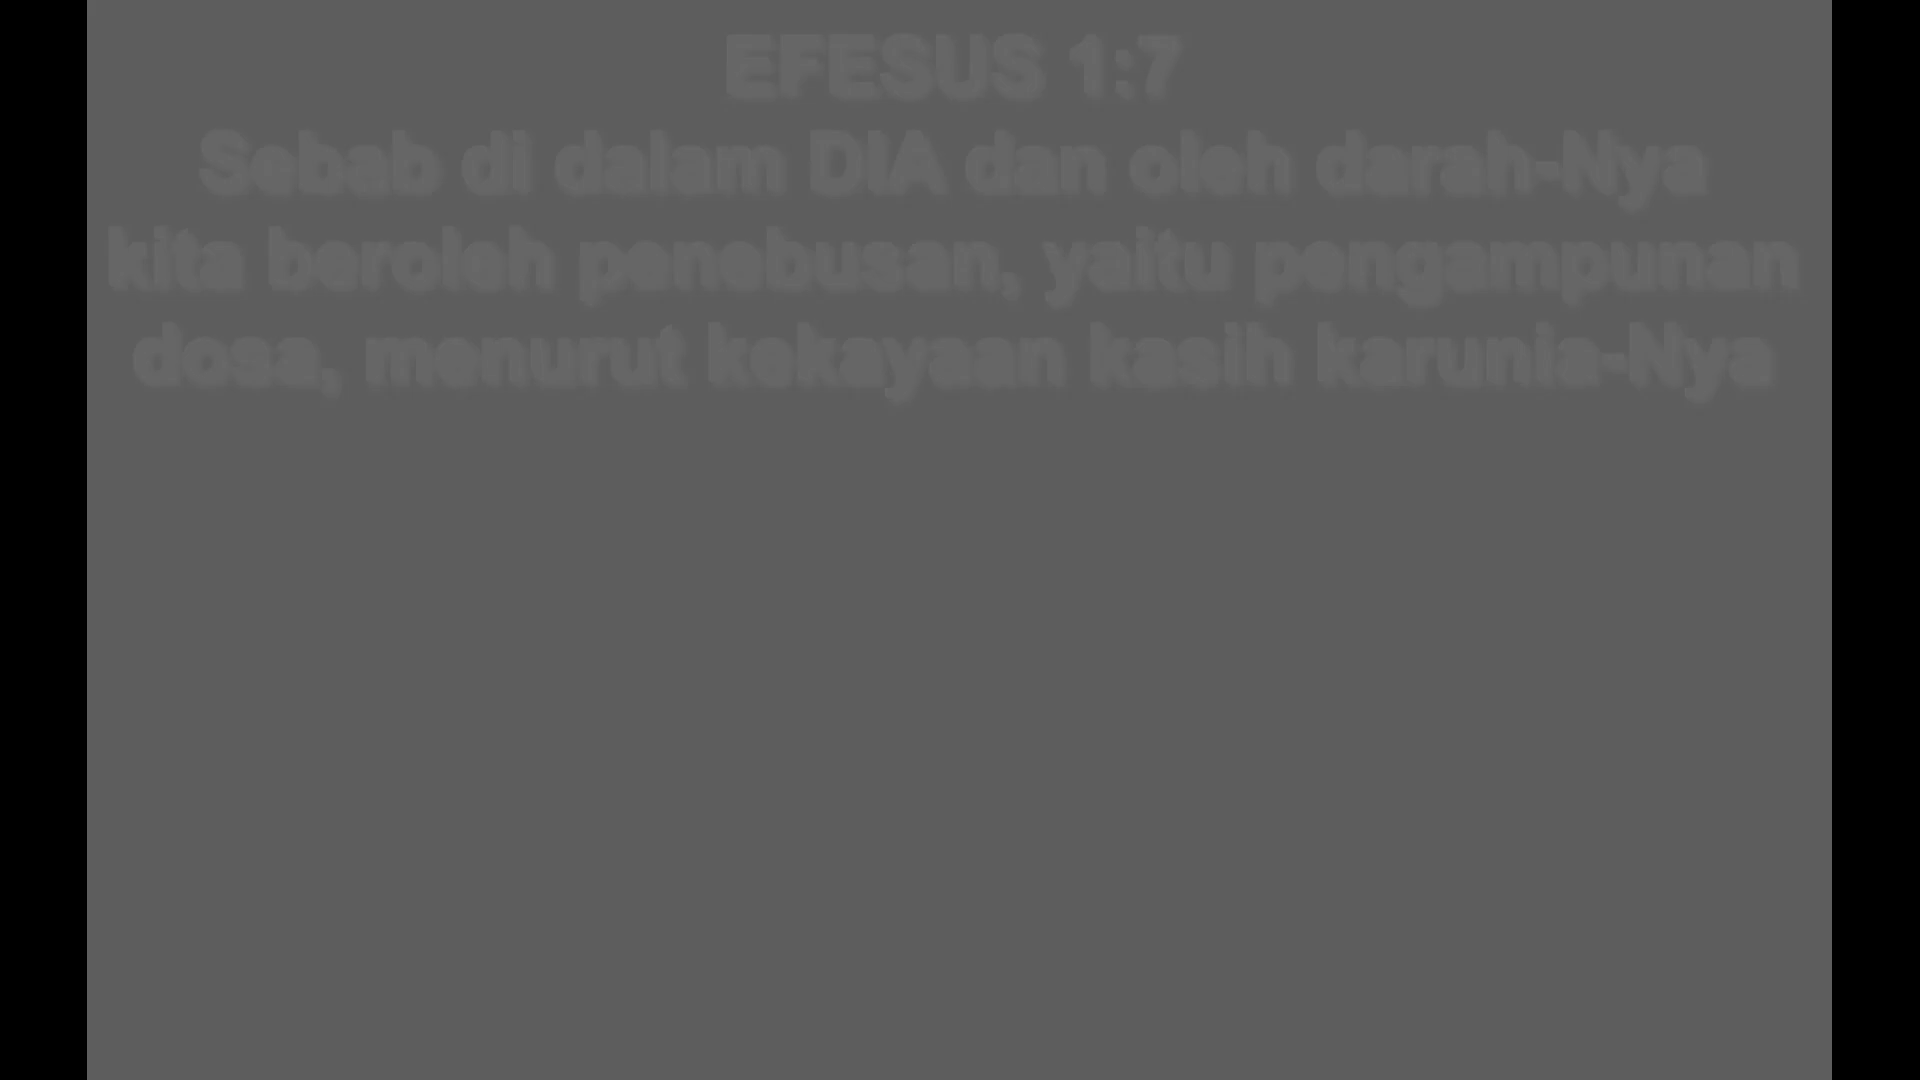 EFESUS 1:7
Sebab di dalam DIA dan oleh darah-Nya
kita beroleh penebusan, yaitu pengampunan
dosa, menurut kekayaan kasih karunia-Nya